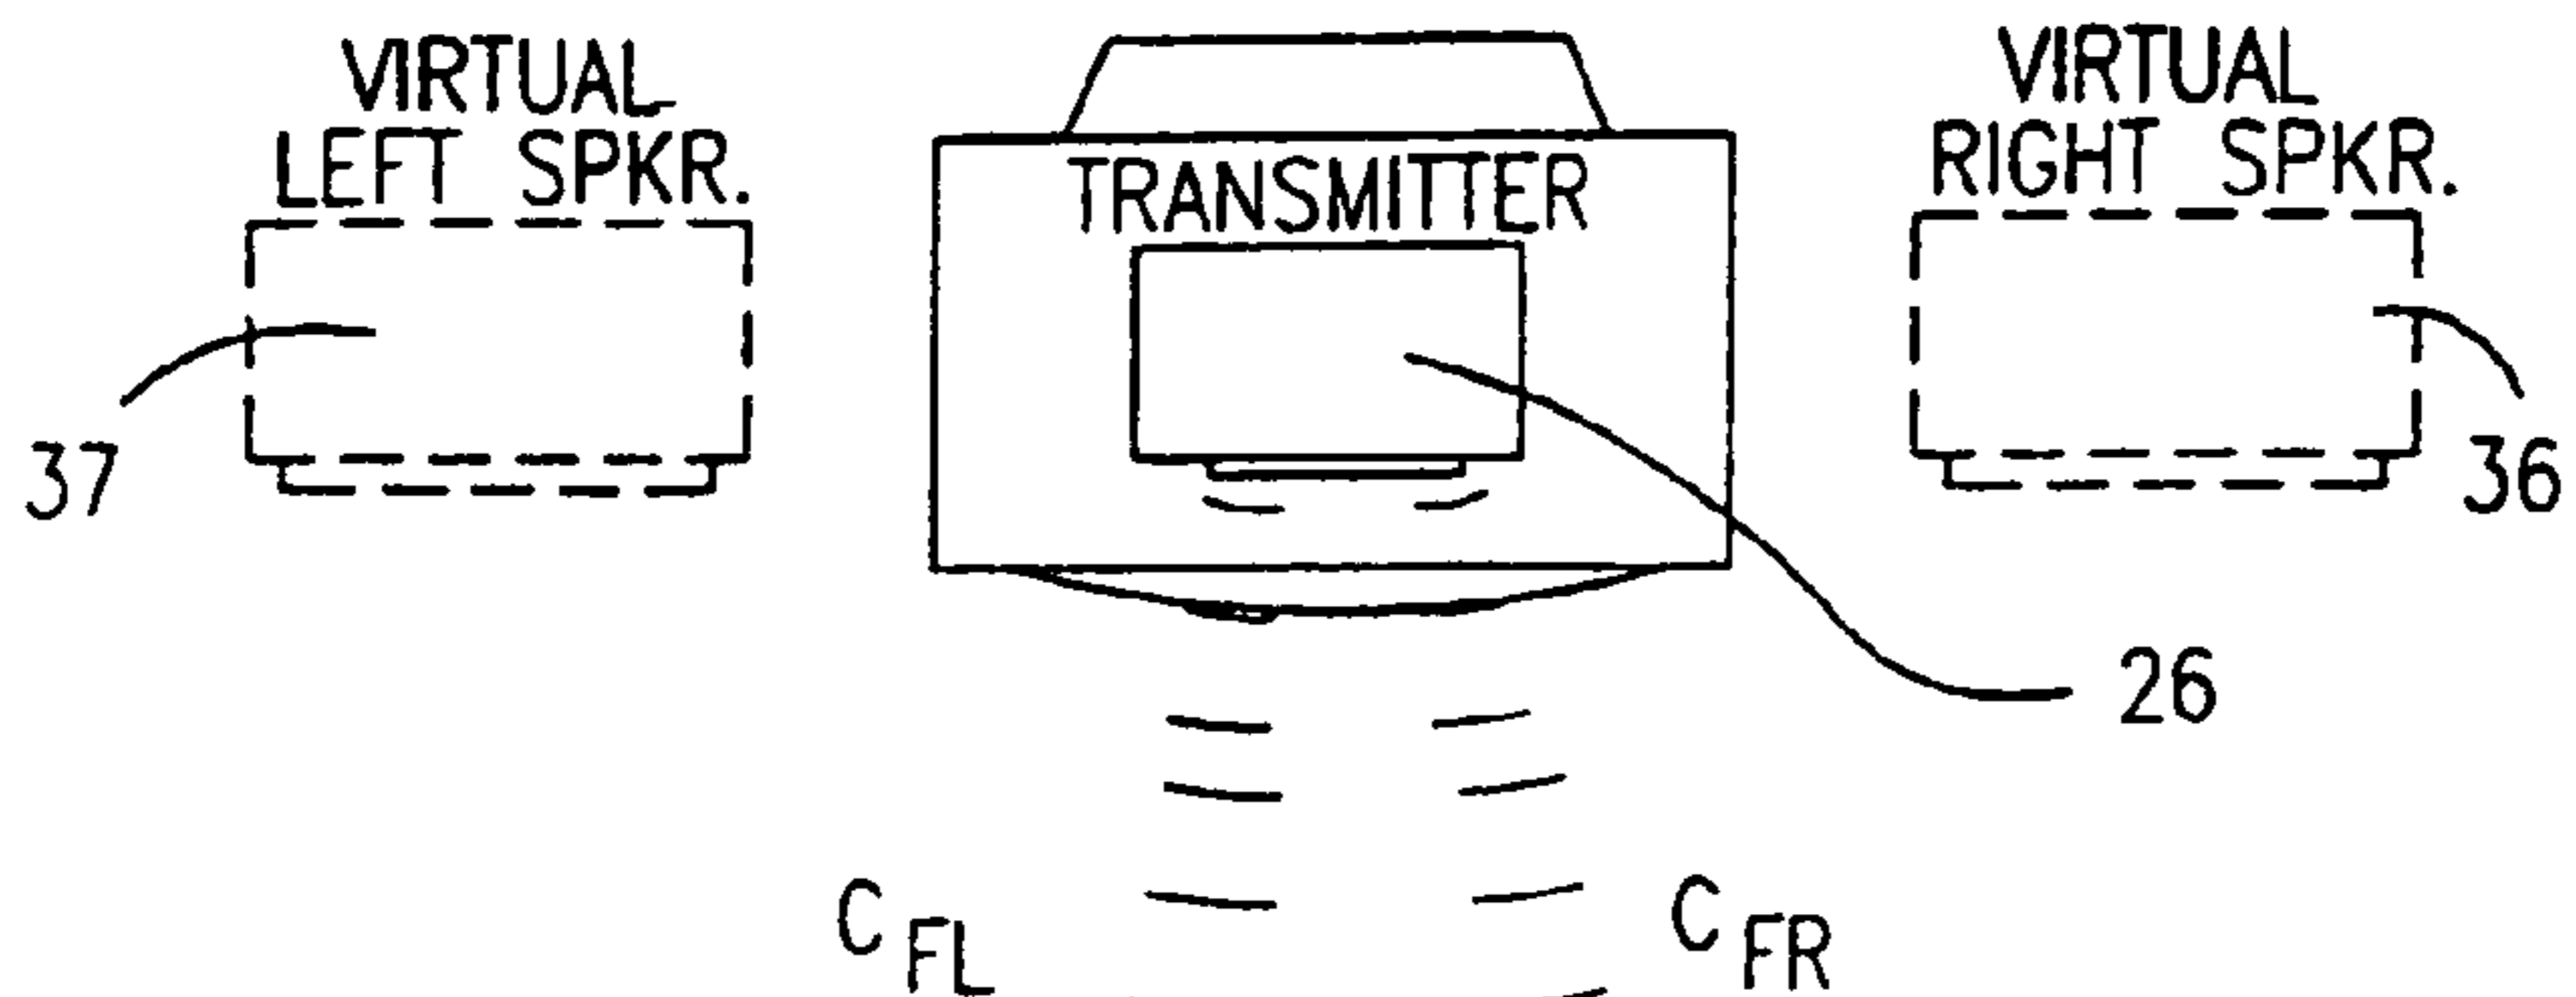 VIRTUAL
LEFT SPKR.
TRANSMITTER
VIRTUAL
RIGHT SPKR.
37
36
26
C FL
C FR